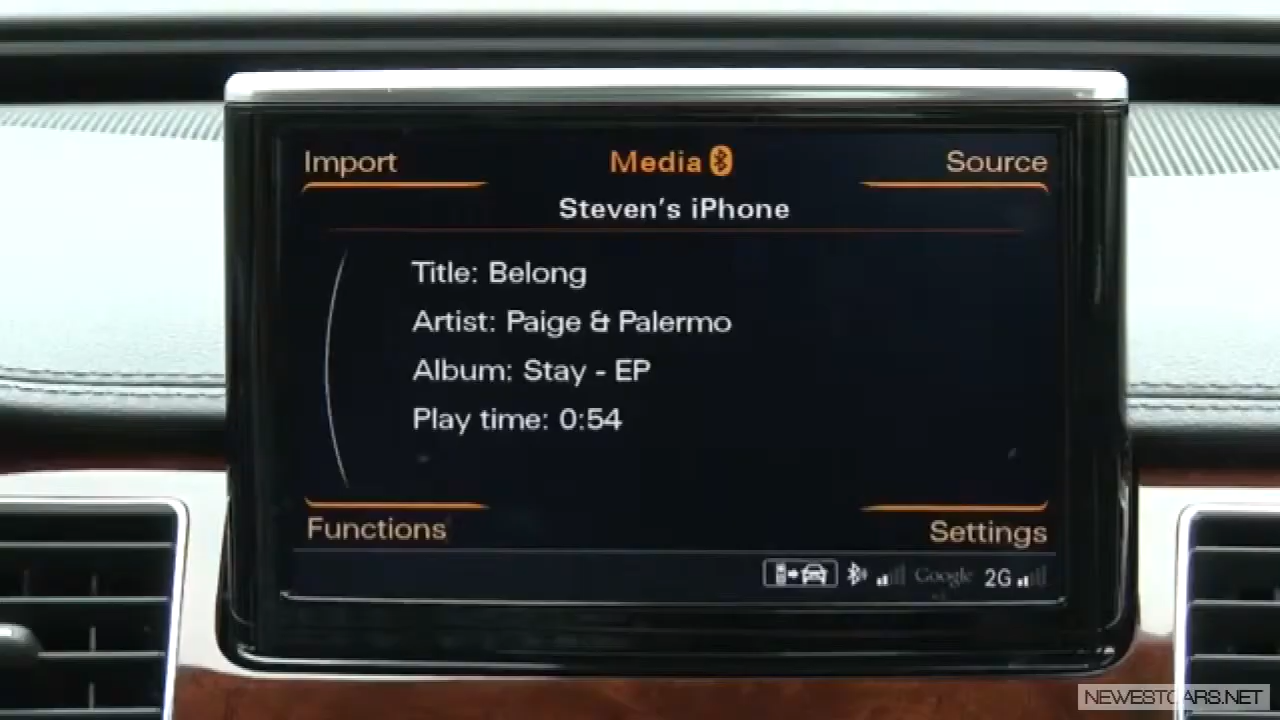 Import Media Source
Steven's iPhone
Title: Belong
Artist: Paige & Palermo
Album: Stay - EP
Play time: 0:54
Functions Settings
Google 2G
NEWESTCARS.NET